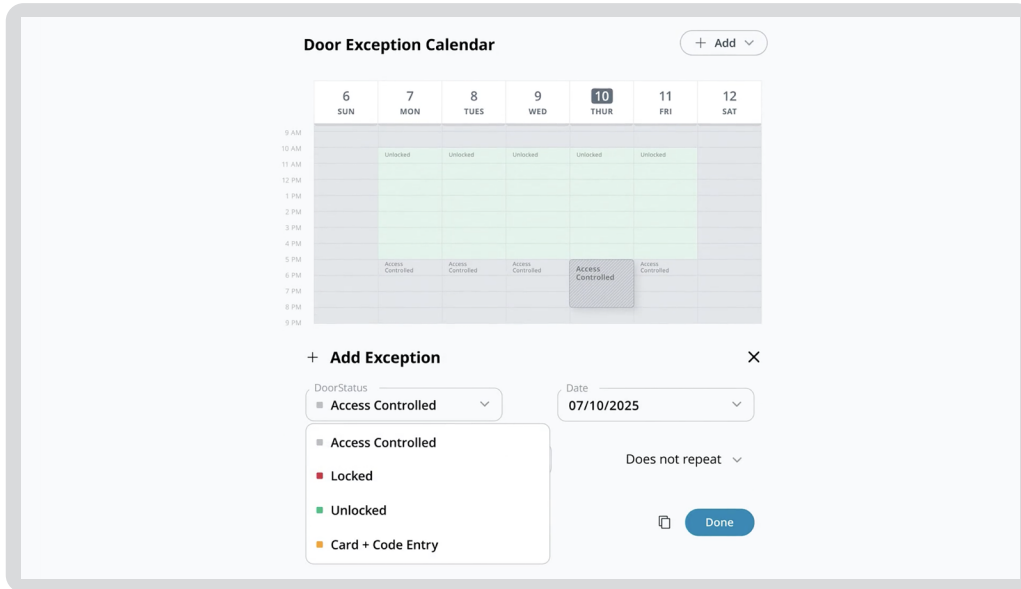 Door Exception Calendar
+ Add
6 7 8 9 10 11 12
SUN MON TUES WED THUR FRI SAT
9 AM
10 AM
Unlocked Unlocked Unlocked Unlocked Unlocked
11 AM
12 PM
1 PM
2 PM
3 PM
4 PM
5 PM
Access Access Access Access Access
Controlled Controlled Controlled Controlled Controlled
6 PM
7 PM
8 PM
9 PM
+ Add Exception
DoorStatus Date
Access Controlled 07/10/2025
Access Controlled
Does not repeat
Locked
Unlocked
Done
Card + Code Entry